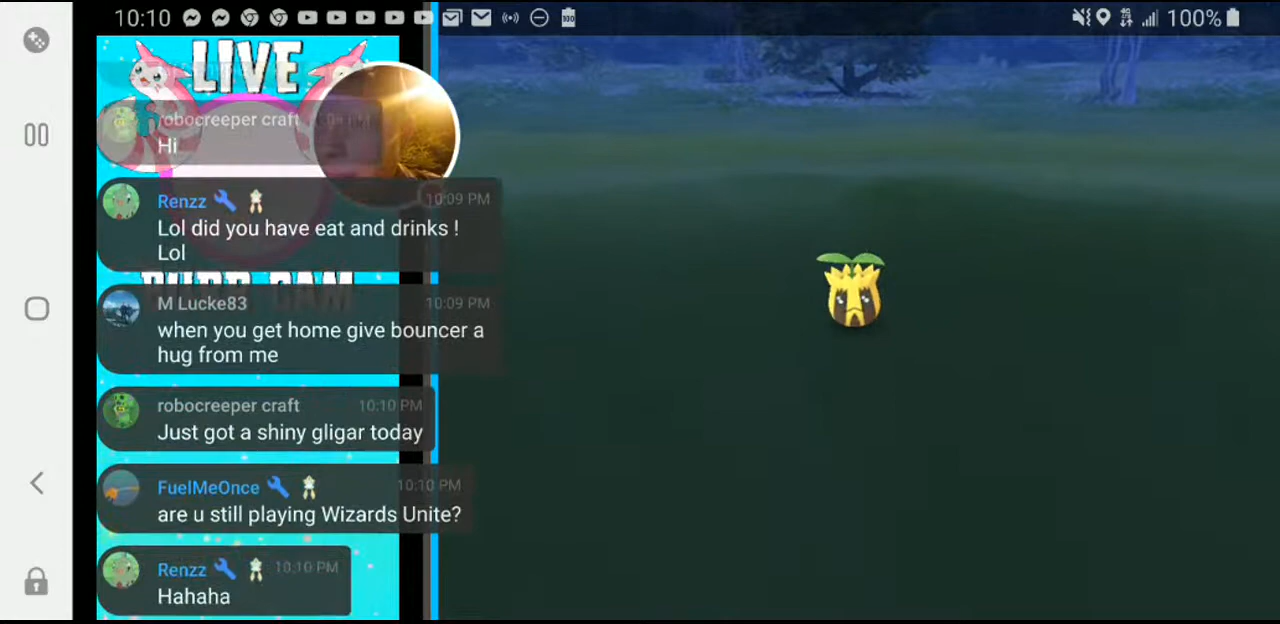 10:10
100%
LIVE
robocreeper craft
Hi
Renzz 10:09 PM
Lol did you have eat and drinks !
Lol
CAM
M Lucke83 10:09 PM
when you get home give bouncer a
hug from me
robocreeper craft 10:10 PM
Just got a shiny gligar today
FuelMeOnce 10:10 PM
are u still playing Wizards Unite?
Renzz 10:10 PM
Hahaha